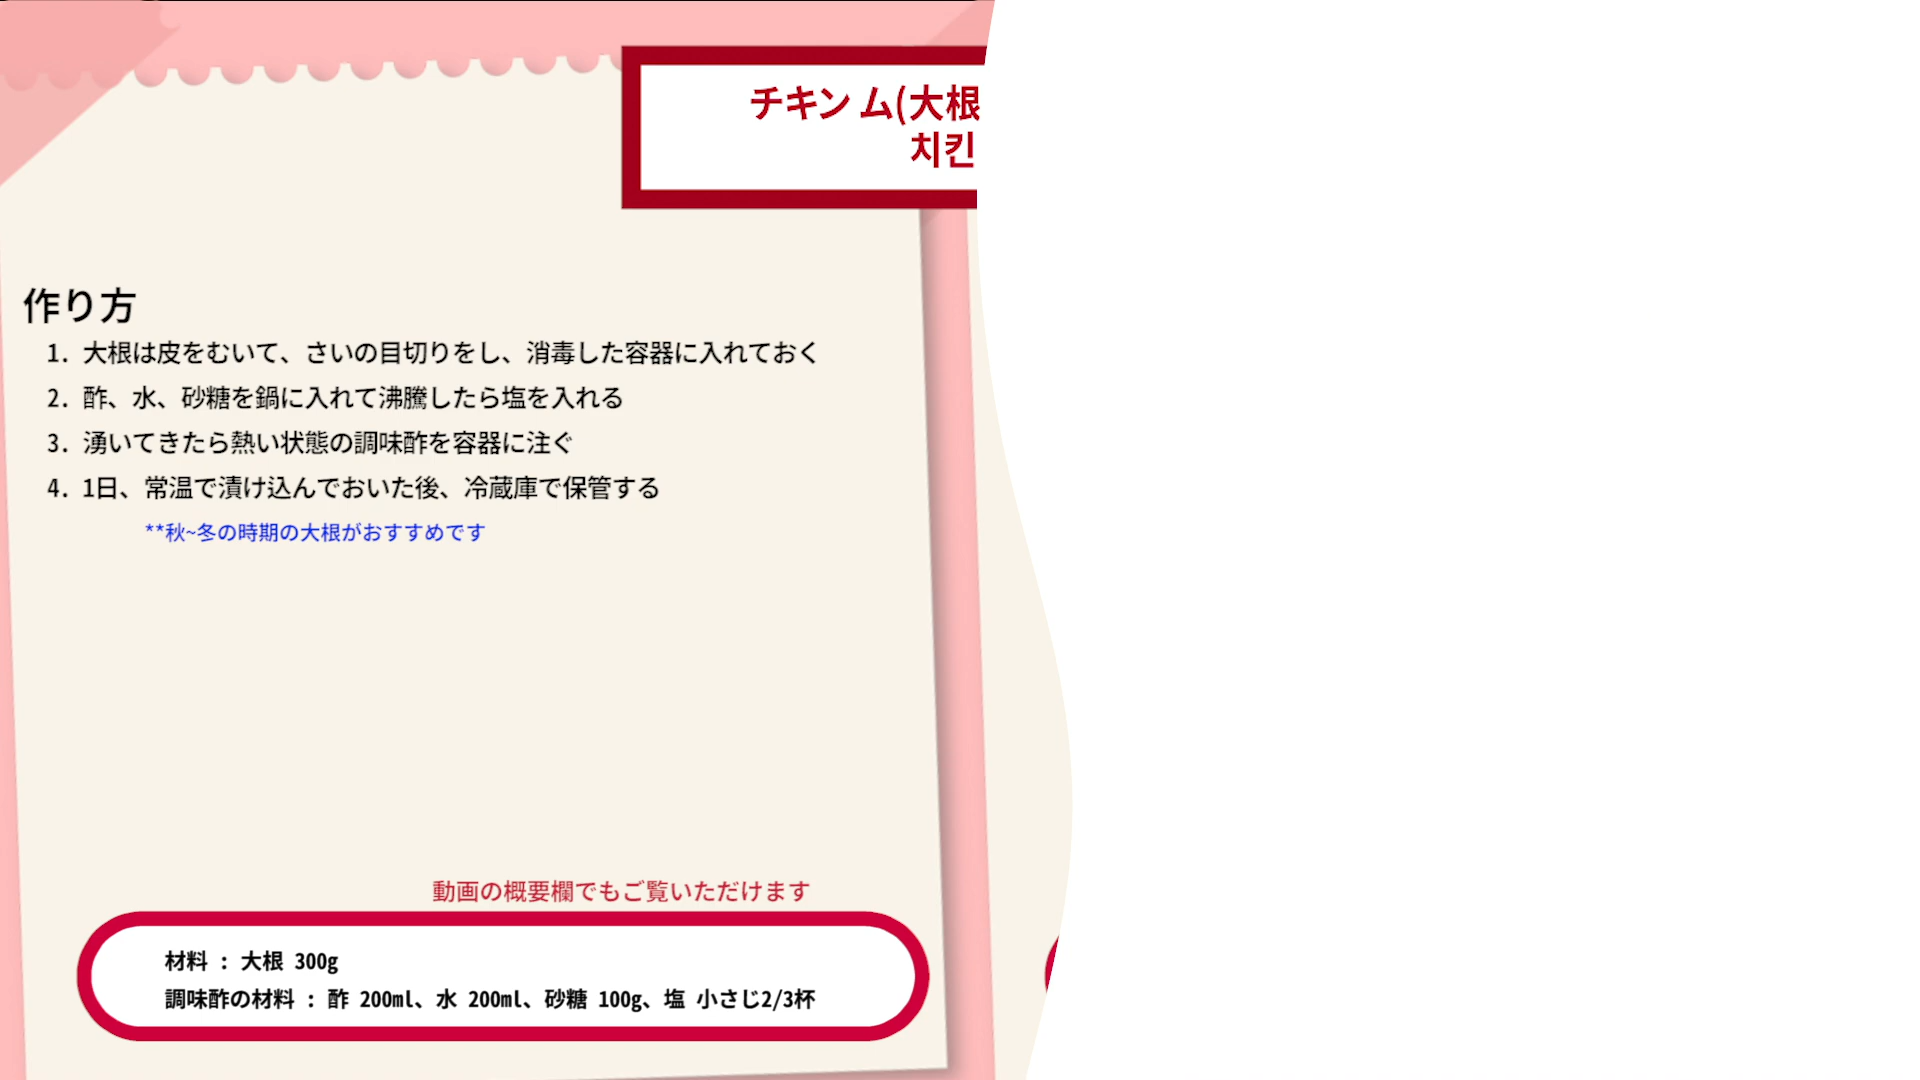 チキン ム(大根
치킨
作り方
1. 大根は皮をむいて、さいの目切りをし、消毒した容器に入れておく
2. 酢、水、砂糖を鍋に入れて沸騰したら塩を入れる
3. 湧いてきたら熱い状態の調味酢を容器に注ぐ
4. 1日、常温で漬け込んでおいた後、冷蔵庫で保管する
**秋~冬の時期の大根がおすすめです
動画の概要欄でもご覧いただけます
材料 : 大根 300g
調味酢の材料 : 酢 200ml、水 200ml、砂糖 100g、塩 小さじ2/3杯